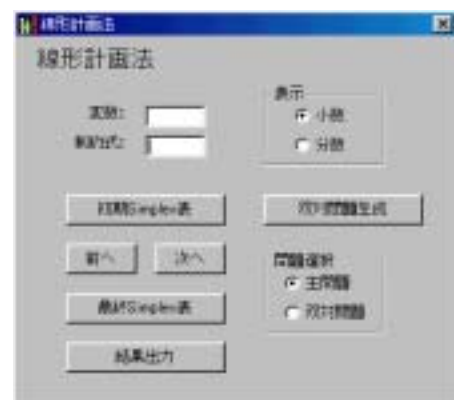 線形計画法
線形計画法
変数:
制約式:
表示
小数
分数
初期Simplex表
双対問題生成
前へ
次へ
問題選択
主問題
双対問題
最終Simplex表
結果出力